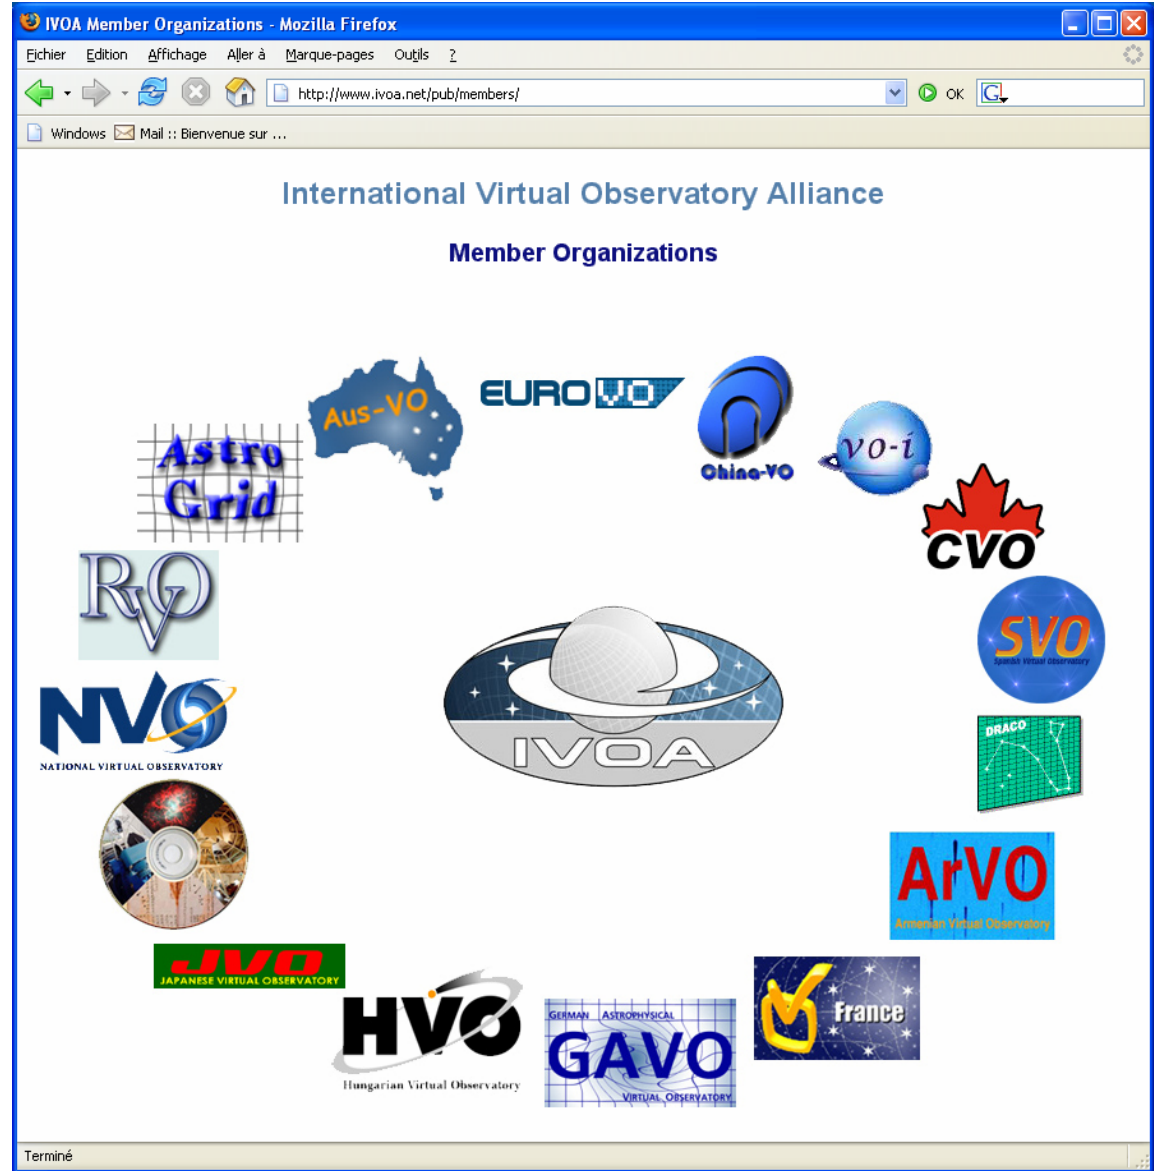 IVOA Member Organizations - Mozilla Firefox
Fichier Edition Affichage Aller à Marque-pages Outils ?
http://www.ivoa.net/pub/members/ OK G
Windows Mail :: Bienvenue sur ...
International Virtual Observatory Alliance
Member Organizations
Aus-VO
EURO VO
China-VO
vo-i
Astro
Grid
CVO
RVO
SVO
Spanish Virtual Observatory
IVOA
NVO
NATIONAL VIRTUAL OBSERVATORY
DRACO
ArVO
Armenian Virtual Observatory
JVO
JAPANESE VIRTUAL OBSERVATORY
HVO
Hungarian Virtual Observatory
GERMAN ASTROPHYSICAL
GAVO
VIRTUAL OBSERVATORY
France
Terminé